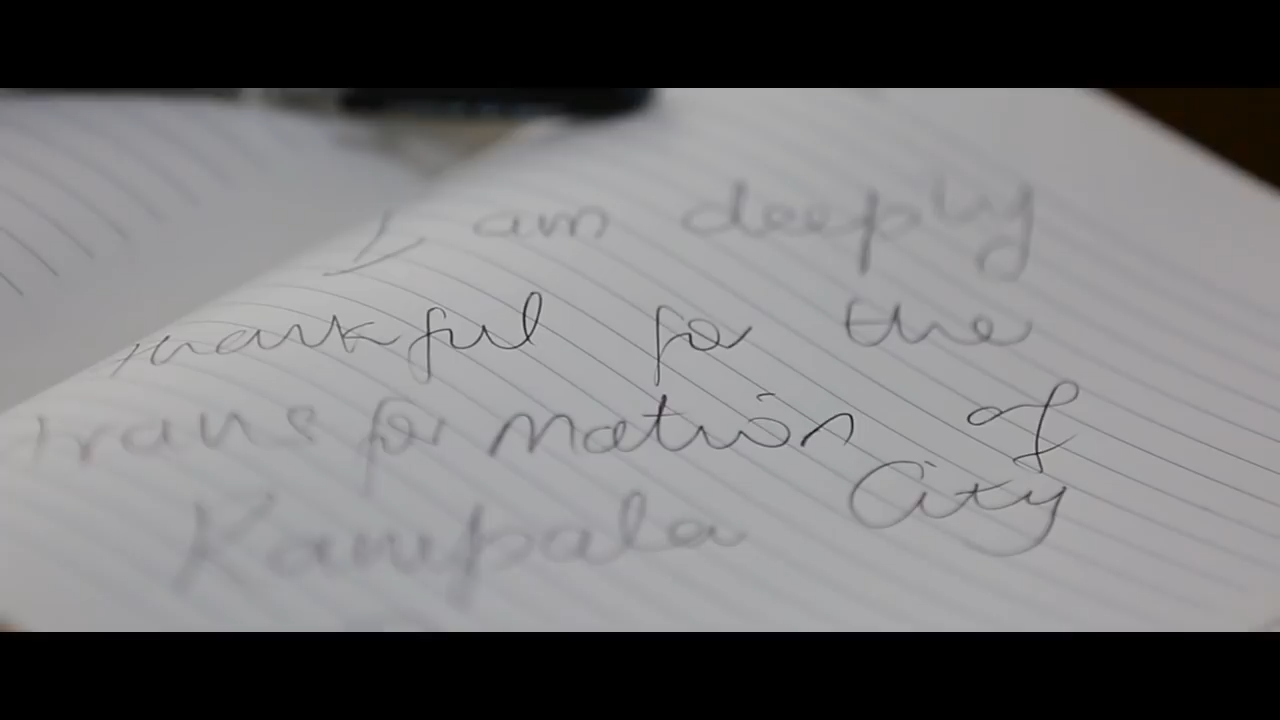 I am deeply
thankful for the
transformation of
Kampala City